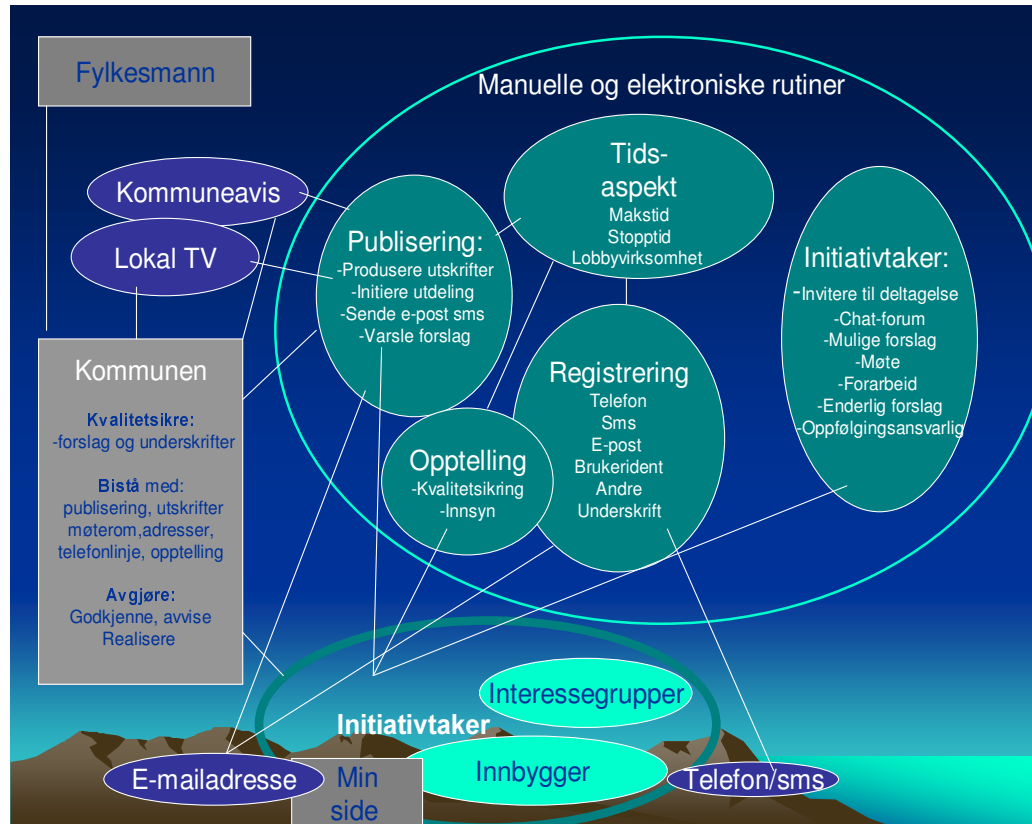 Fylkesmann
Manuelle og elektroniske rutiner
Kommuneavis
Lokal TV
Publisering:
-Produsere utskrifter
-Initiere utdeling
-Sende e-post sms
-Varsle forslag
Tids-
aspekt
Makstid
Stopptid
Lobbyvirksomhet
Initiativtaker:
-Invitere til deltagelse
-Chat-forum
-Mulige forslag
-Møte
-Forarbeid
-Enderlig forslag
-Oppfølgingsansvarlig
Kommunen
Kvalitetsikre:
-forslag og underskrifter
Bistå med:
publisering, utskrifter
møterom,adresser,
telefonlinje, opptelling
Avgjøre:
Godkjenne, avvise
Realisere
Registrering
Telefon
Sms
E-post
Brukerident
Andre
Underskrift
Opptelling
-Kvalitetsikring
-Innsyn
Interessegrupper
Initiativtaker
Innbygger
E-mailadresse
Min
side
Telefon/sms